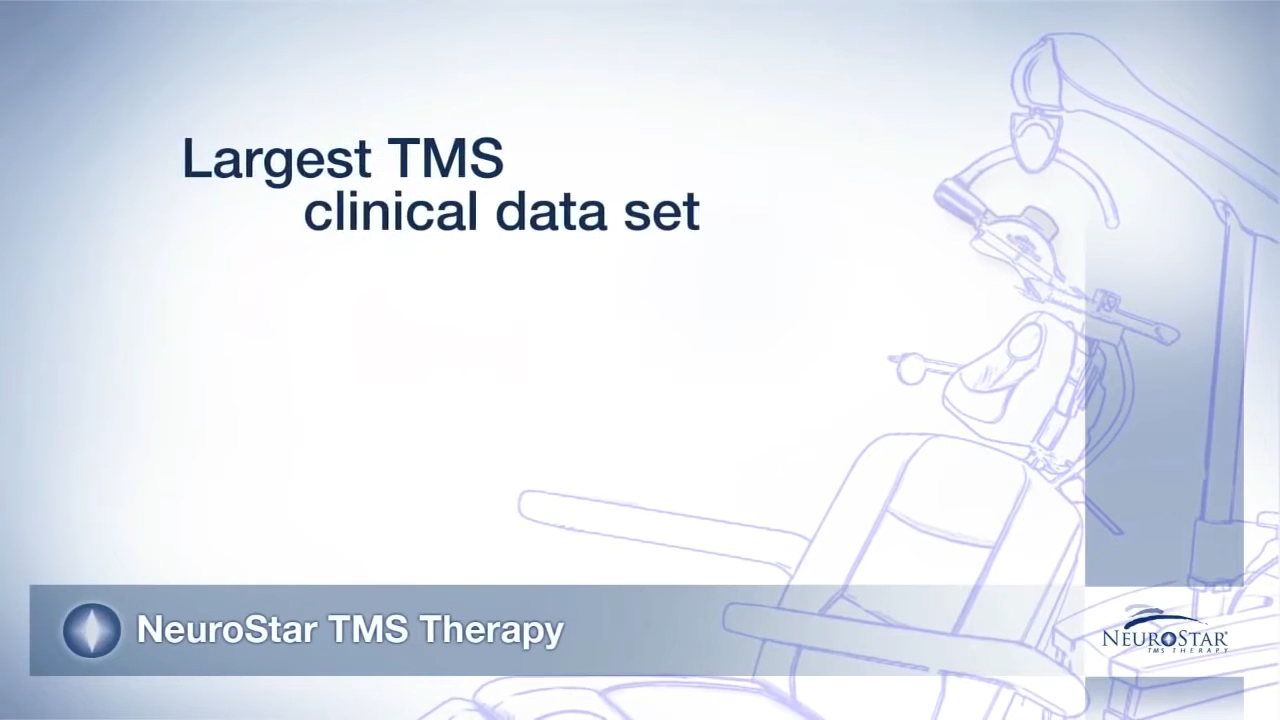 Largest TMS
clinical data set
NeuroStar TMS Therapy
NEUROSTAR®
TMS THERAPY